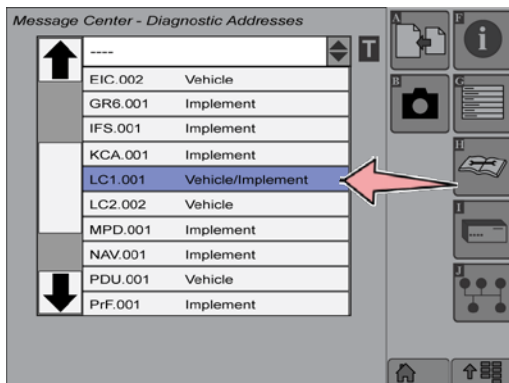 Message Center - Diagnostic Addresses
----
T
EIC.002 Vehicle
GR6.001 Implement
IFS.001 Implement
KCA.001 Implement
LC1.001 Vehicle/Implement
LC2.002 Vehicle
MPD.001 Implement
NAV.001 Implement
PDU.001 Vehicle
PrF.001 Implement
A
F
i
B
G
H
I
J